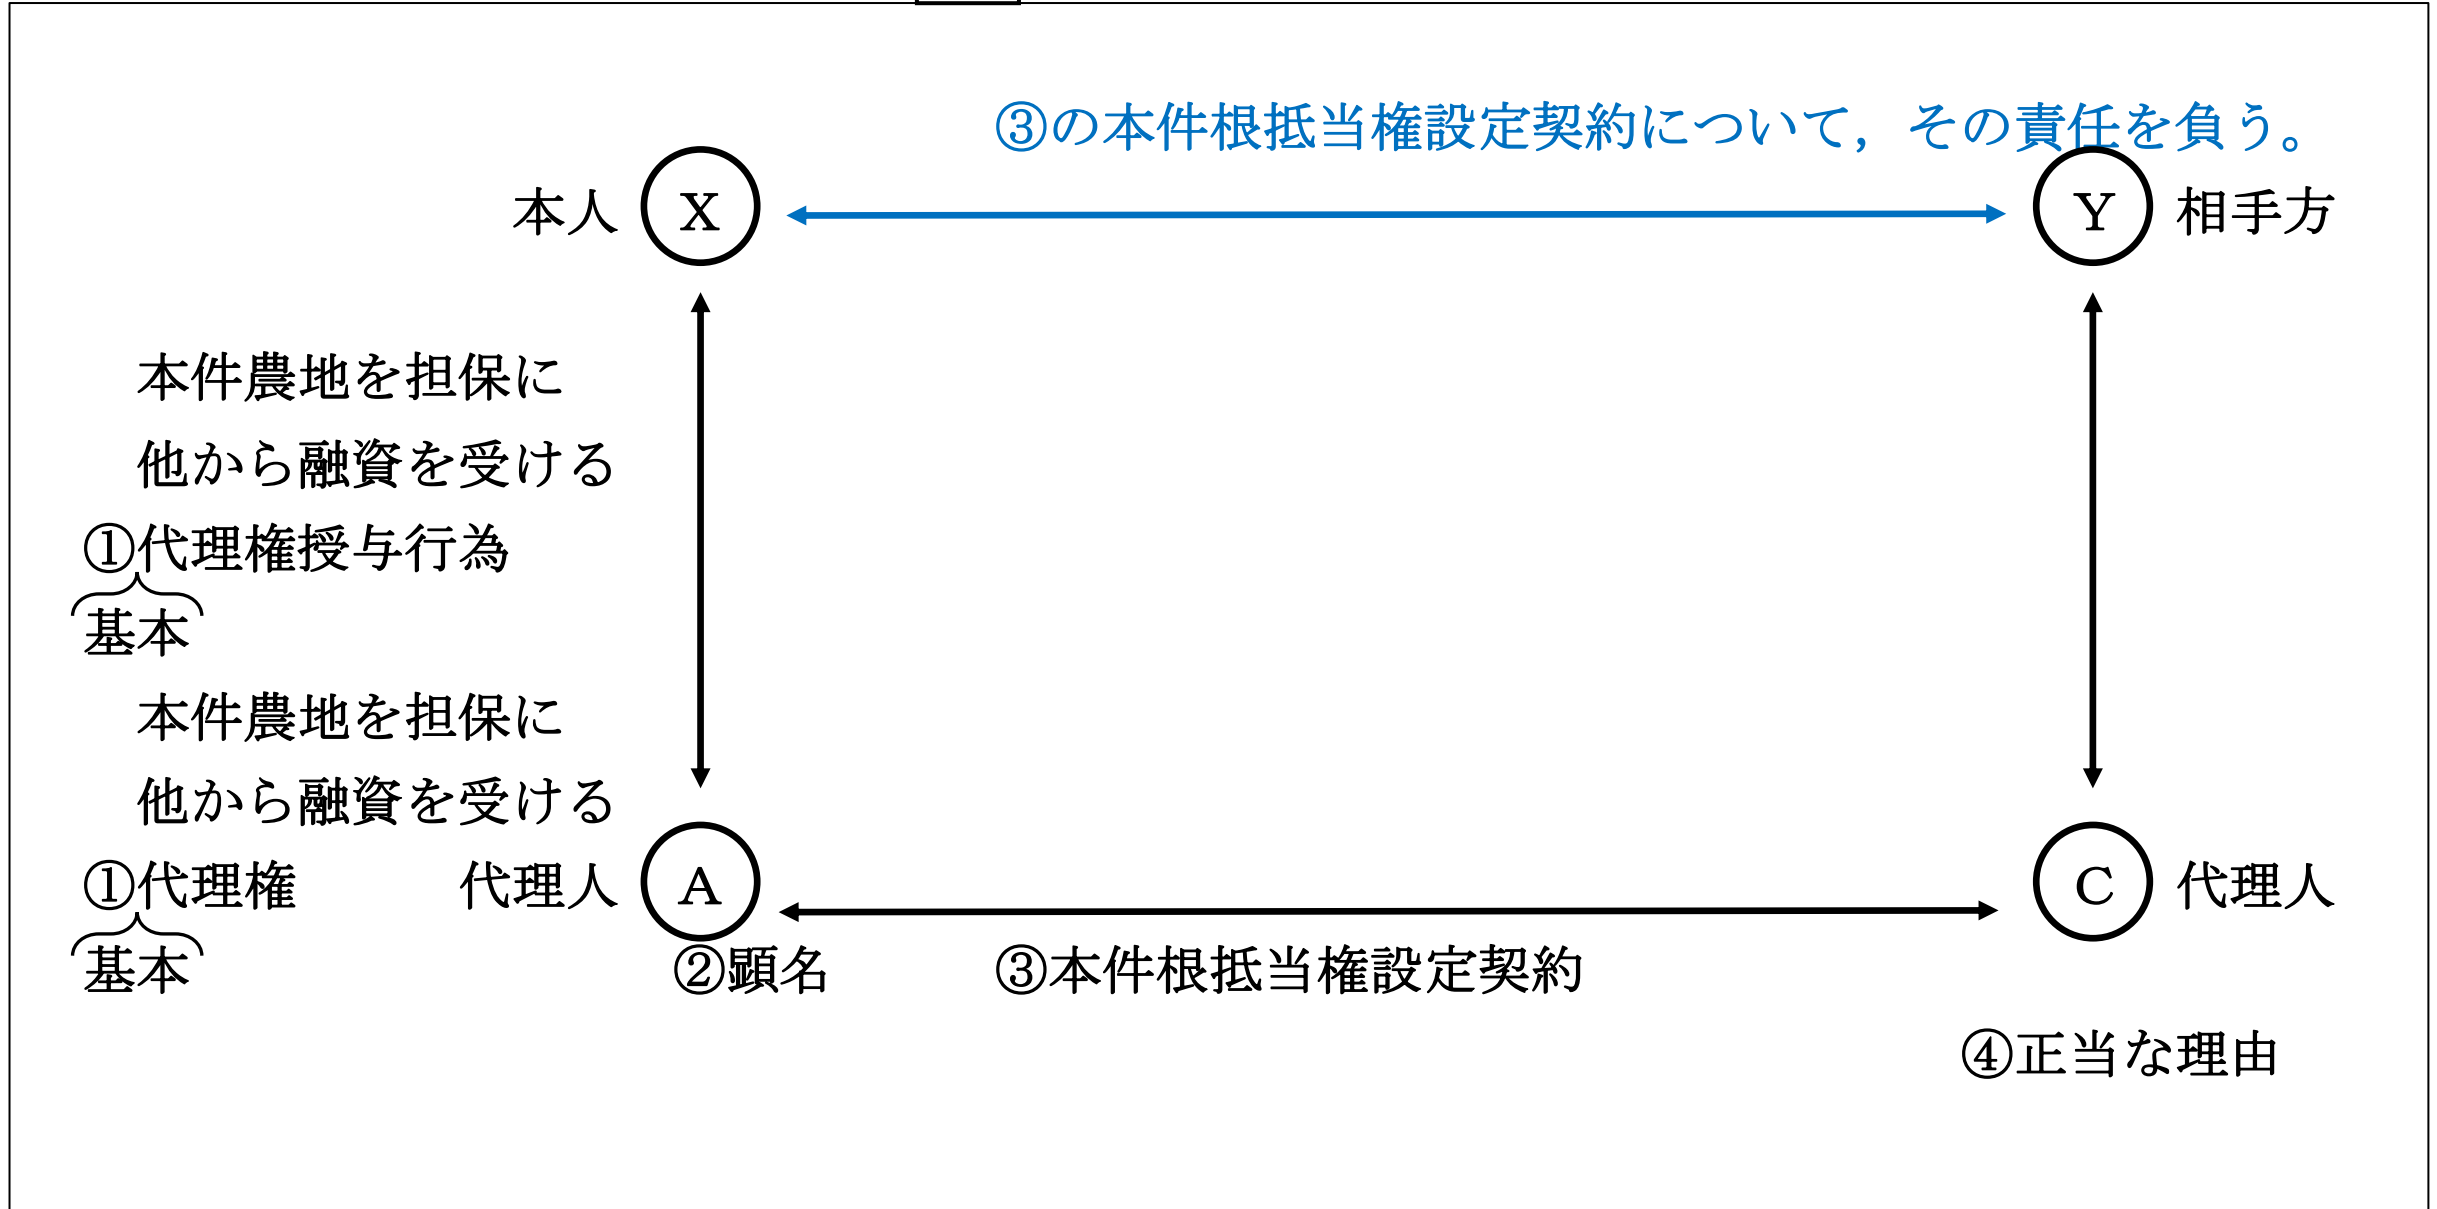 ③の本件根抵当権設定契約について，その責任を負う。
本人 X Y 相手方
本件農地を担保に
他から融資を受ける
①代理権授与行為
基本
本件農地を担保に
他から融資を受ける
①代理権 代理人 A C 代理人
基本 ②顕名 ③本件根抵当権設定契約
④正当な理由